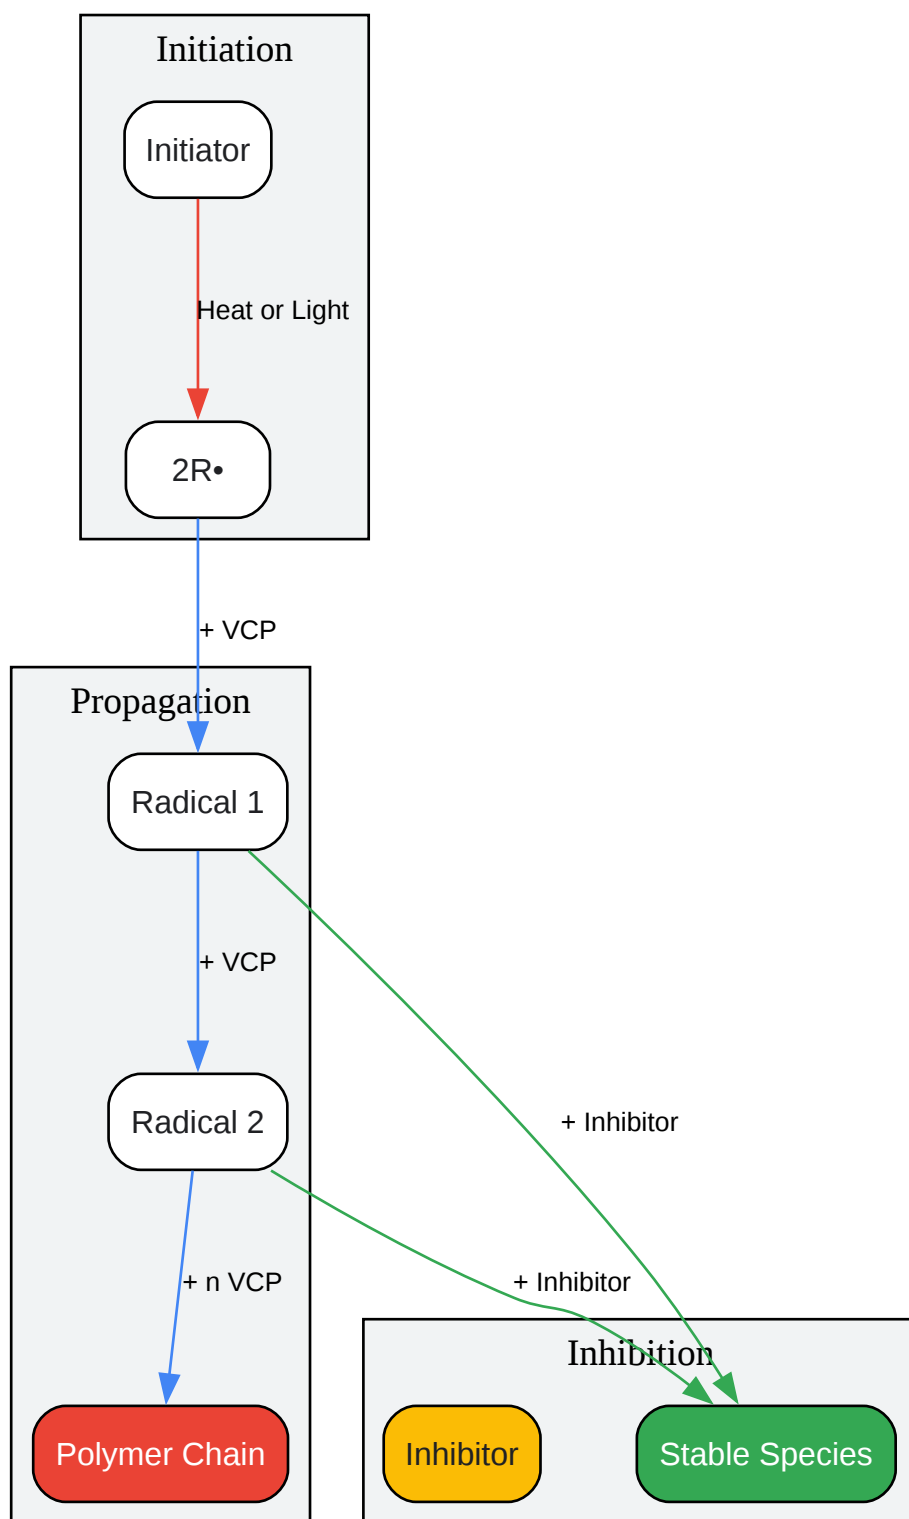 Initiation
Initiator
Heat or Light
2R•
+ VCP
Propagation
Radical 1
+ VCP
Radical 2
+ Inhibitor
+ n VCP
+ Inhibitor
Inhibition
Polymer Chain
Inhibitor
Stable Species